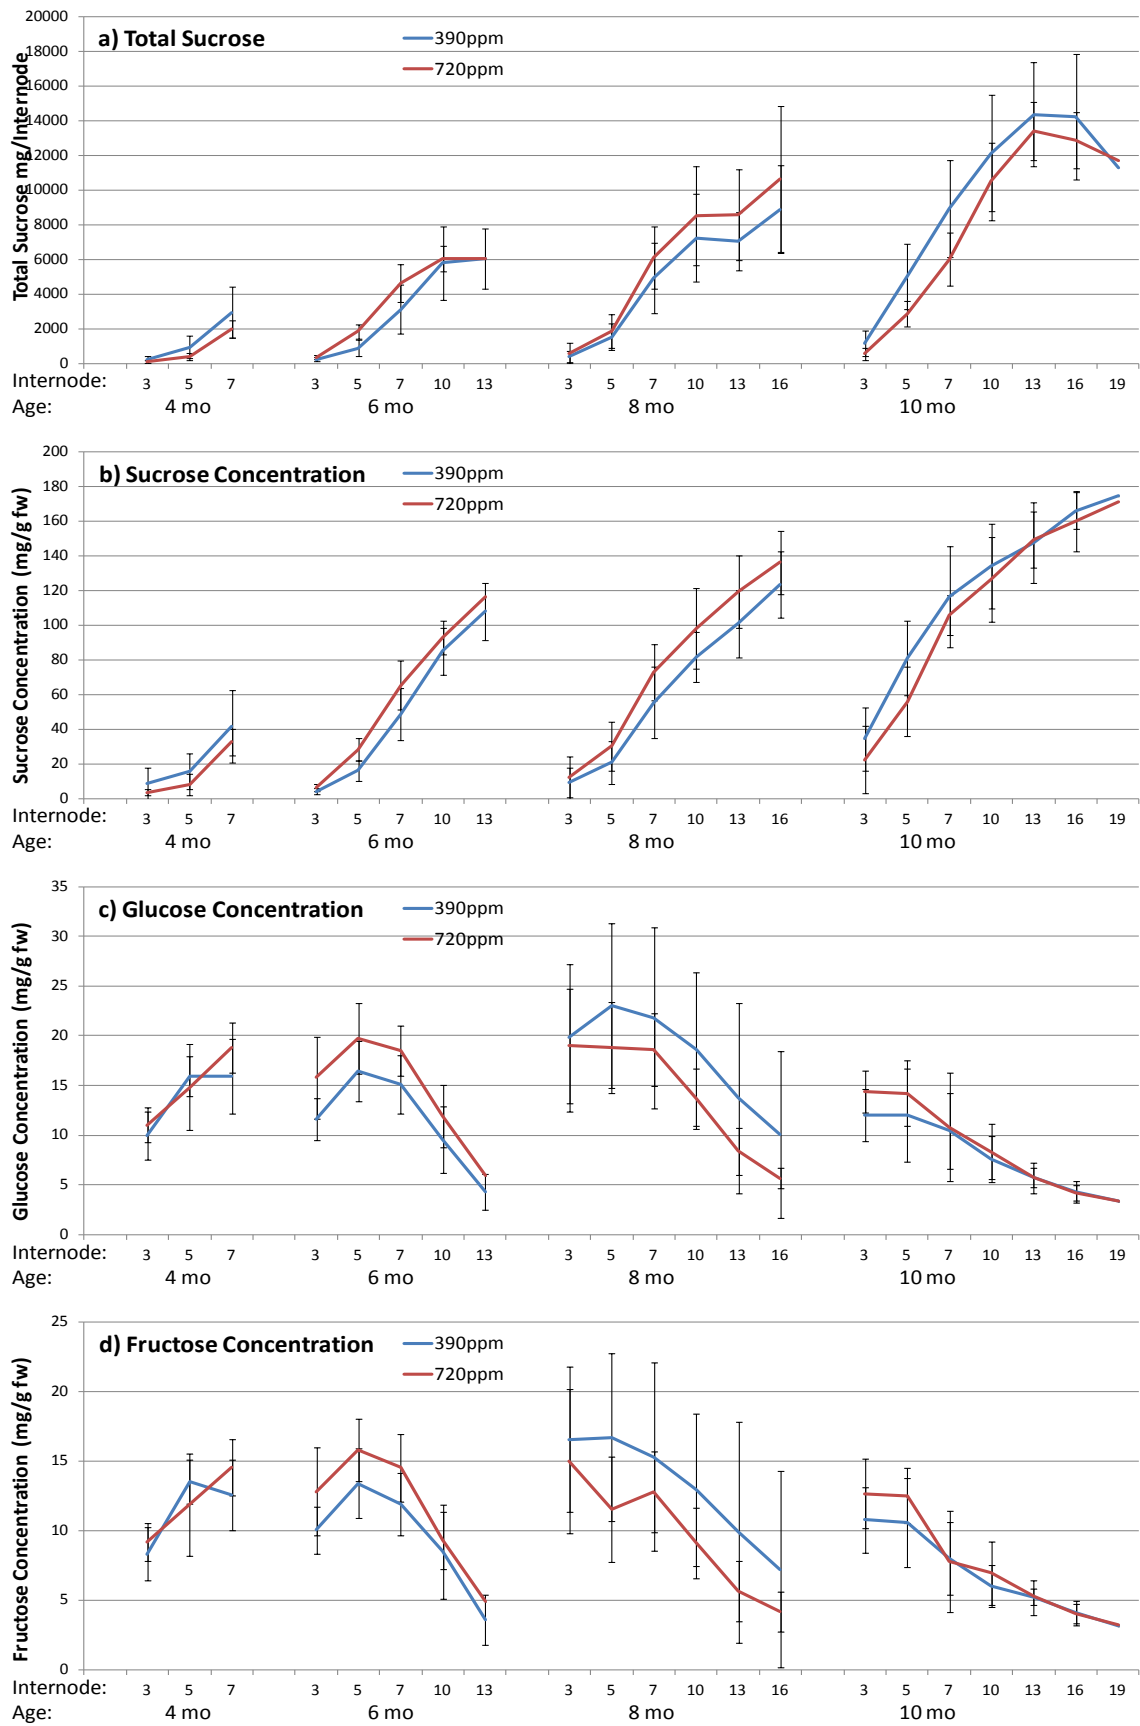 a) Total Sucrose
390ppm
720ppm
Total Sucrose mg/Internode
20000
18000
16000
14000
12000
10000
8000
6000
4000
2000
0
Internode: 3 5 7 3 5 7 10 13 3 5 7 10 13 16 3 5 7 10 13 16 19
Age: 4 mo 6 mo 8 mo 10 mo
b) Sucrose Concentration
390ppm
720ppm
Sucrose Concentration (mg/g fw)
200
180
160
140
120
100
80
60
40
20
0
Internode: 3 5 7 3 5 7 10 13 3 5 7 10 13 16 3 5 7 10 13 16 19
Age: 4 mo 6 mo 8 mo 10 mo
c) Glucose Concentration
390ppm
720ppm
Glucose Concentration (mg/g fw)
35
30
25
20
15
10
5
0
Internode: 3 5 7 3 5 7 10 13 3 5 7 10 13 16 3 5 7 10 13 16 19
Age: 4 mo 6 mo 8 mo 10 mo
d) Fructose Concentration
390ppm
720ppm
Fructose Concentration (mg/g fw)
25
20
15
10
5
0
Internode: 3 5 7 3 5 7 10 13 3 5 7 10 13 16 3 5 7 10 13 16 19
Age: 4 mo 6 mo 8 mo 10 mo